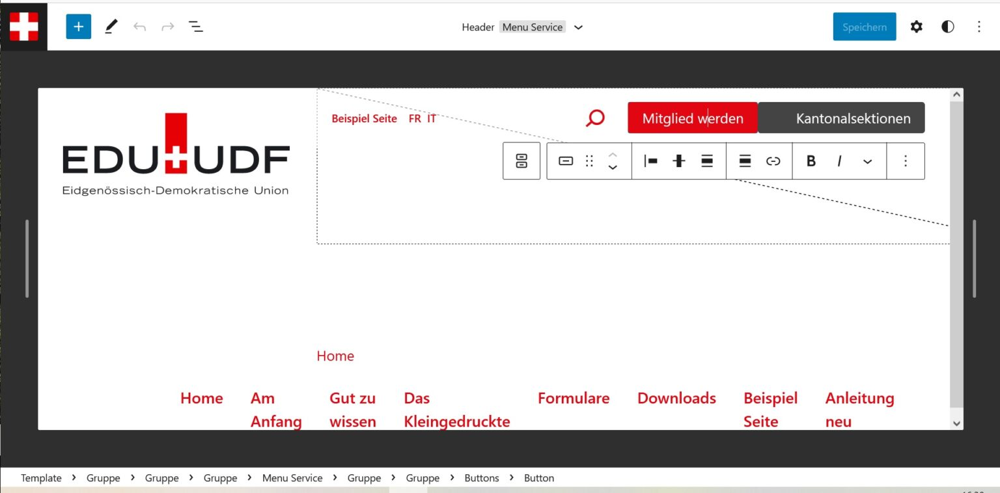 Header Menu Service
Speichern
EDU UDF
Eidgenössisch-Demokratische Union
Beispiel Seite FR IT
Mitglied werden
Kantonalsektionen
B I
Home
Home Am Gut zu Das Formulare Downloads Beispiel Anleitung
Anfang wissen Kleingedruckte Seite neu
Template Gruppe Gruppe Gruppe Menu Service Gruppe Gruppe Buttons Button